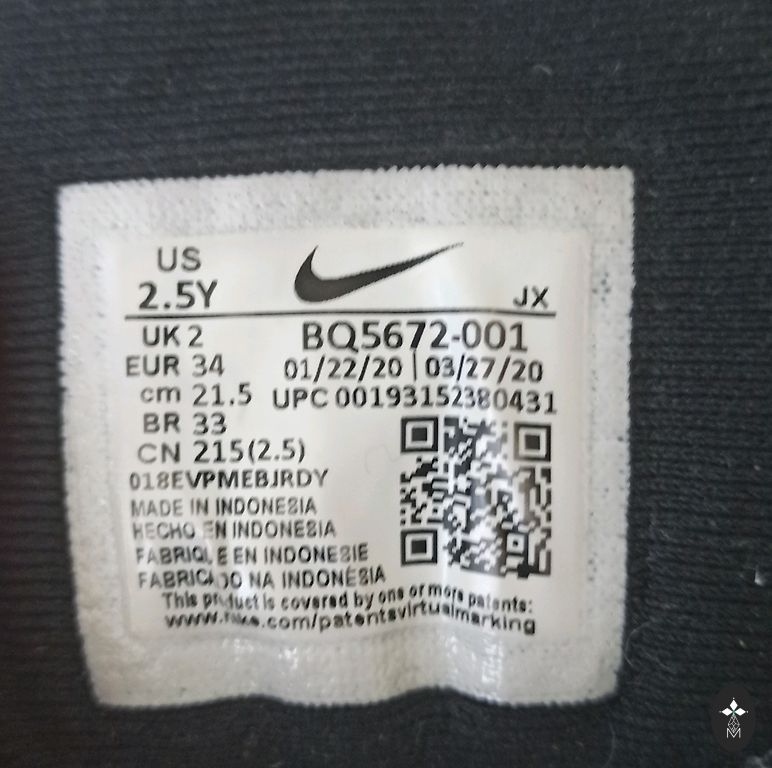 US
2.5Y
JX
UK 2
BQ5672-001
EUR 34
01/22/20 | 03/27/20
cm 21.5
UPC 00193152380431
BR 33
CN 215(2.5)
018EVPMEBJRDY
MADE IN INDONESIA
HECHO EN INDONESIA
FABRIQUE EN INDONESIE
FABRICADO NA INDONÉSIA
This product is covered by one or more patents:
www.nike.com/patentsvirtualmarking
M